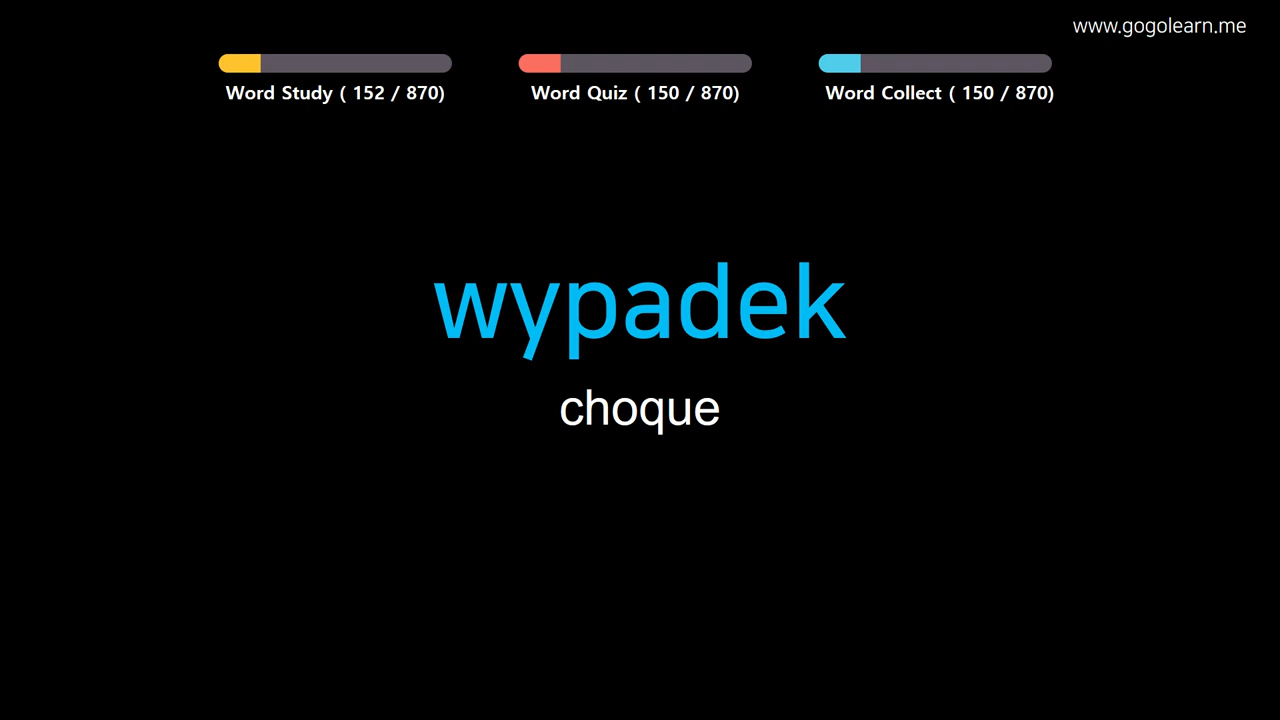 www.gogolearn.me
Word Study ( 152 / 870)
Word Quiz ( 150 / 870)
Word Collect ( 150 / 870)
wypadek
choque